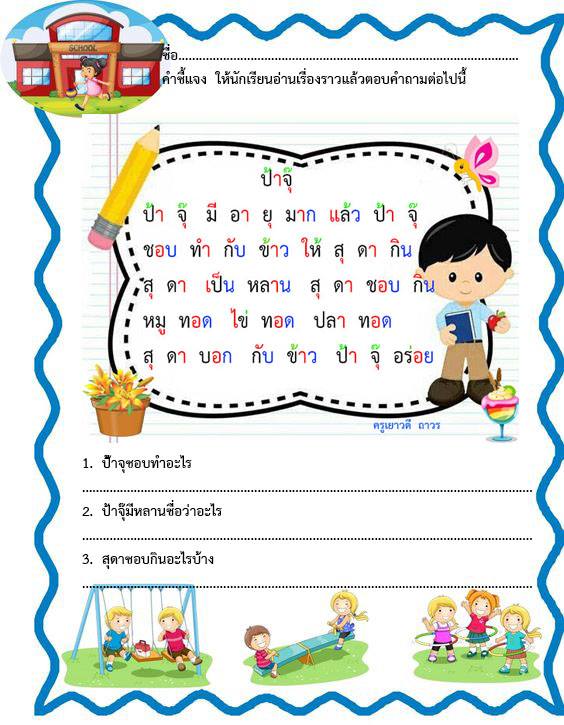 SCHOOL
ชื่อ....................................................................................................
คำชี้แจง ให้นักเรียนอ่านเรื่องราวแล้วตอบคำถามต่อไปนี้
ป้าจุ๊
ป้า จุ๊ มี อา ยุ มาก แล้ว ป้า จุ๊
ชอบ ทำ กับ ข้าว ให้ สุ ดา กิน
สุ ดา เป็น หลาน สุ ดา ชอบ กิน
หมู ทอด ไข่ ทอด ปลา ทอด
สุ ดา บอก กับ ข้าว ป้า จุ๊ อร่อย
ครูเยาวดี ถาวร
1. ป้าจุชอบทำอะไร
....................................................................................................
2. ป้าจุ๊มีหลานชื่อว่าอะไร
....................................................................................................
3. สุดาชอบกินอะไรบ้าง
....................................................................................................